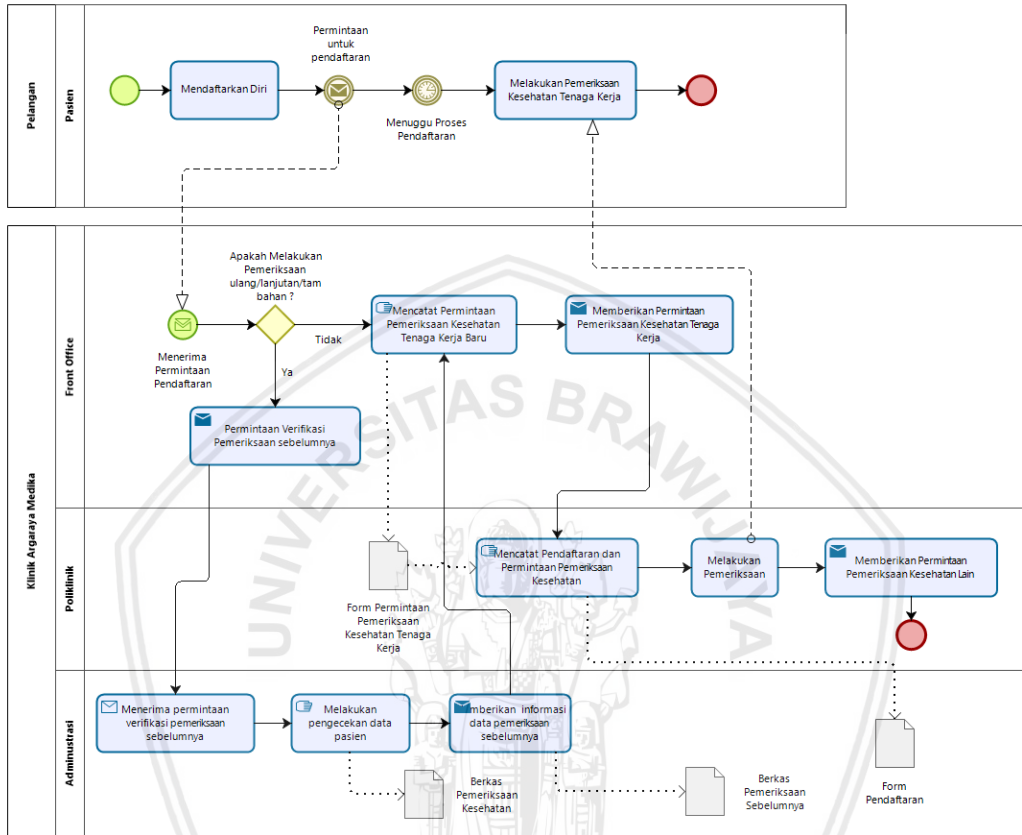 Pelangan
Pasien
Mendaftarkan Diri
Permintaan
untuk
pendaftaran
Menuggu Proses
Pendaftaran
Melakukan Pemeriksaan
Kesehatan Tenaga Kerja
Klinik Argaraya Medika
Front Office
Menerima
Permintaan
Pendaftaran
Apakah Melakukan
Pemeriksaan
ulang/lanjutan/tam
bahan ?
Tidak
Ya
Mencatat Permintaan
Pemeriksaan Kesehatan
Tenaga Kerja Baru
Memberikan Permintaan
Pemeriksaan Kesehatan Tenaga
Kerja
Permintaan Verifikasi
Pemeriksaan sebelumnya
Poliklinik
Form Permintaan
Pemeriksaan
Kesehatan Tenaga
Kerja
Mencatat Pendaftaran dan
Permintaan Pemeriksaan
Kesehatan
Melakukan
Pemeriksaan
Memberikan Permintaan
Pemeriksaan Kesehatan Lain
Adminustrasi
Menerima permintaan
verifikasi pemeriksaan
sebelumnya
Melakukan
pengecekan data
pasien
mberikan informasi
data pemeriksaan
sebelumnya
Berkas
Pemeriksaan
Kesehatan
Berkas
Pemeriksaan
Sebelumnya
Form
Pendaftaran
UNIVERSITAS BRAWIJAYA